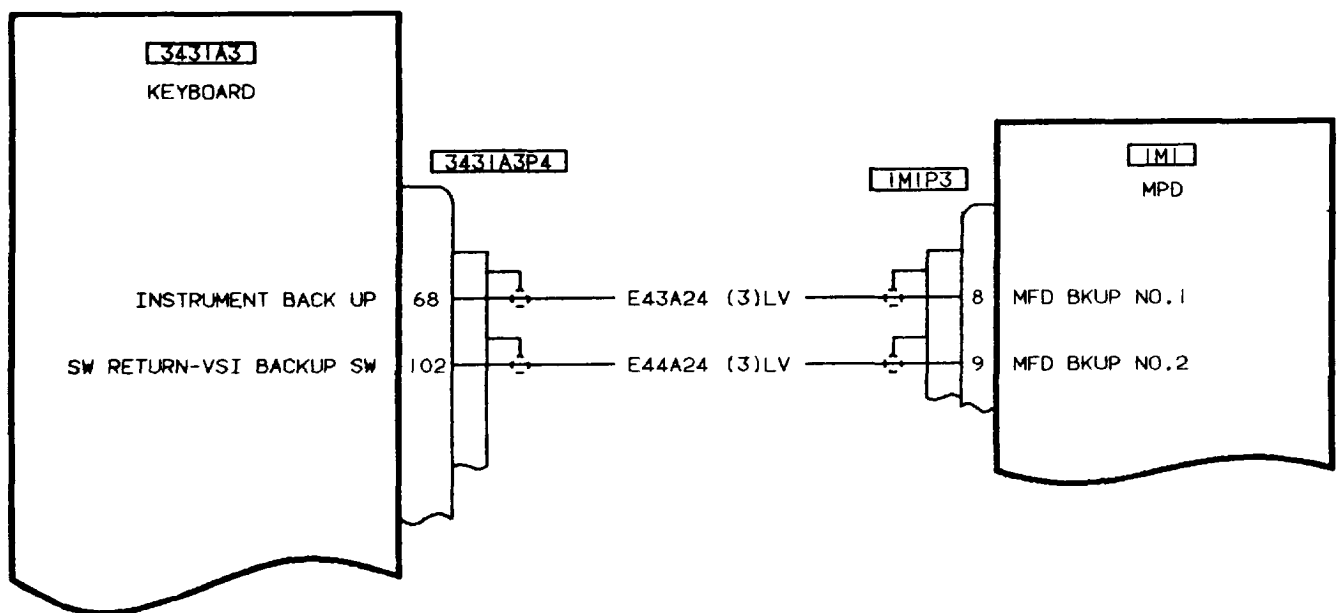 3431A3
KEYBOARD
3431A3P4
1M1P3
1M1
MPD
INSTRUMENT BACK UP 68 E43A24 (3)LV 8 MFD BKUP NO.1
SW RETURN-VSI BACKUP SW 102 E44A24 (3)LV 9 MFD BKUP NO.2